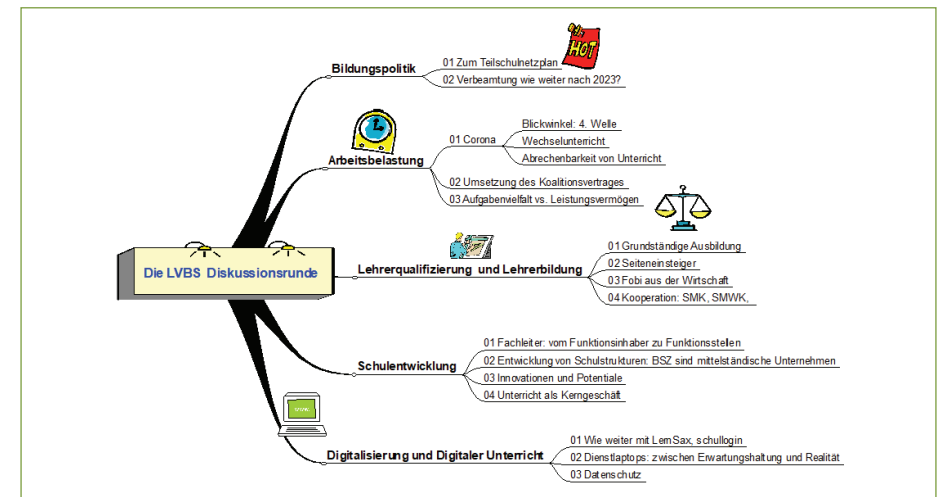 Die LVBS Diskussionsrunde
Bildungspolitik
01 Zum Teilschulnetzplan
HOT
02 Verbeamtung wie weiter nach 2023?
Arbeitsbelastung
01 Corona
Blickwinkel: 4. Welle
Wechselunterricht
Abrechenbarkeit von Unterricht
02 Umsetzung des Koalitionsvertrages
03 Aufgabenvielfalt vs. Leistungsvermögen
Lehrerqualifizierung und Lehrerbildung
01 Grundständige Ausbildung
02 Seiteneinsteiger
03 Fobi aus der Wirtschaft
04 Kooperation: SMK, SMWK,
Schulentwicklung
01 Fachleiter: vom Funktionsinhaber zu Funktionsstellen
02 Entwicklung von Schulstrukturen: BSZ sind mittelständische Unternehmen
03 Innovationen und Potentiale
04 Unterricht als Kerngeschäft
Digitalisierung und Digitaler Unterricht
01 Wie weiter mit LernSax, schullogin
02 Dienstlaptops: zwischen Erwartungshaltung und Realität
03 Datenschutz